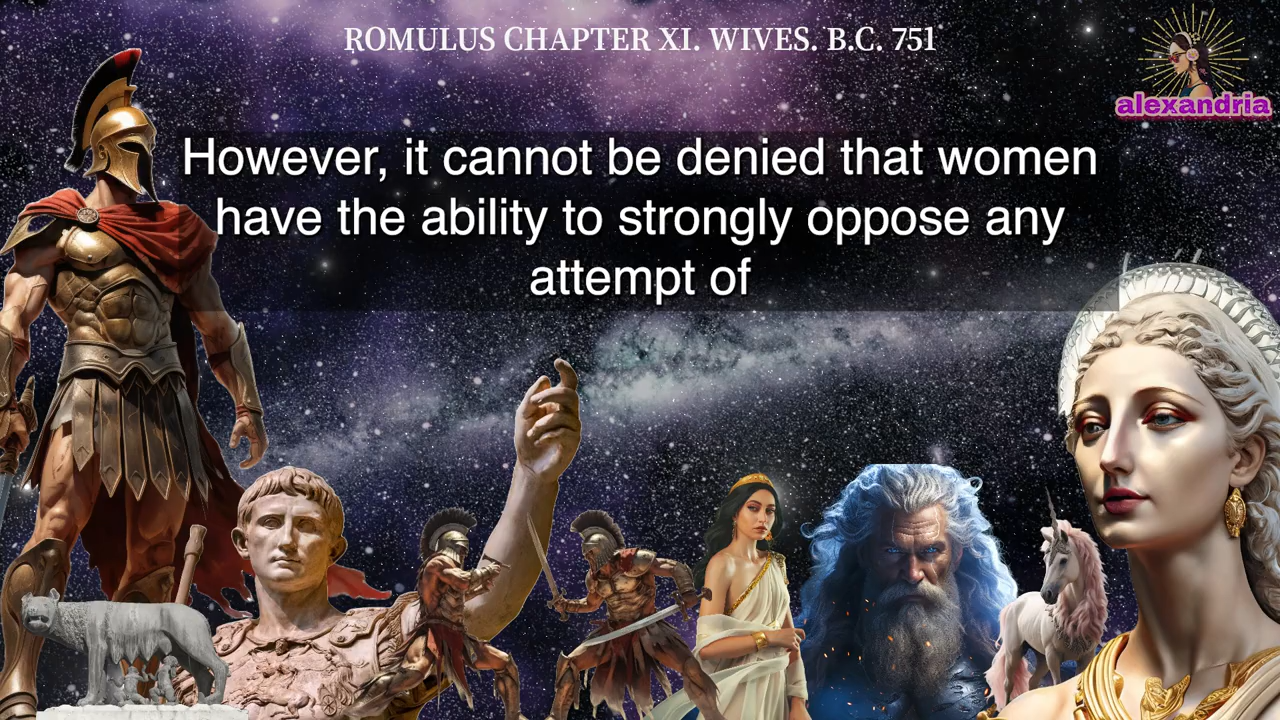 ROMULUS CHAPTER XI. WIVES. B.C. 751
alexandria
However, it cannot be denied that women
have the ability to strongly oppose any
attempt of